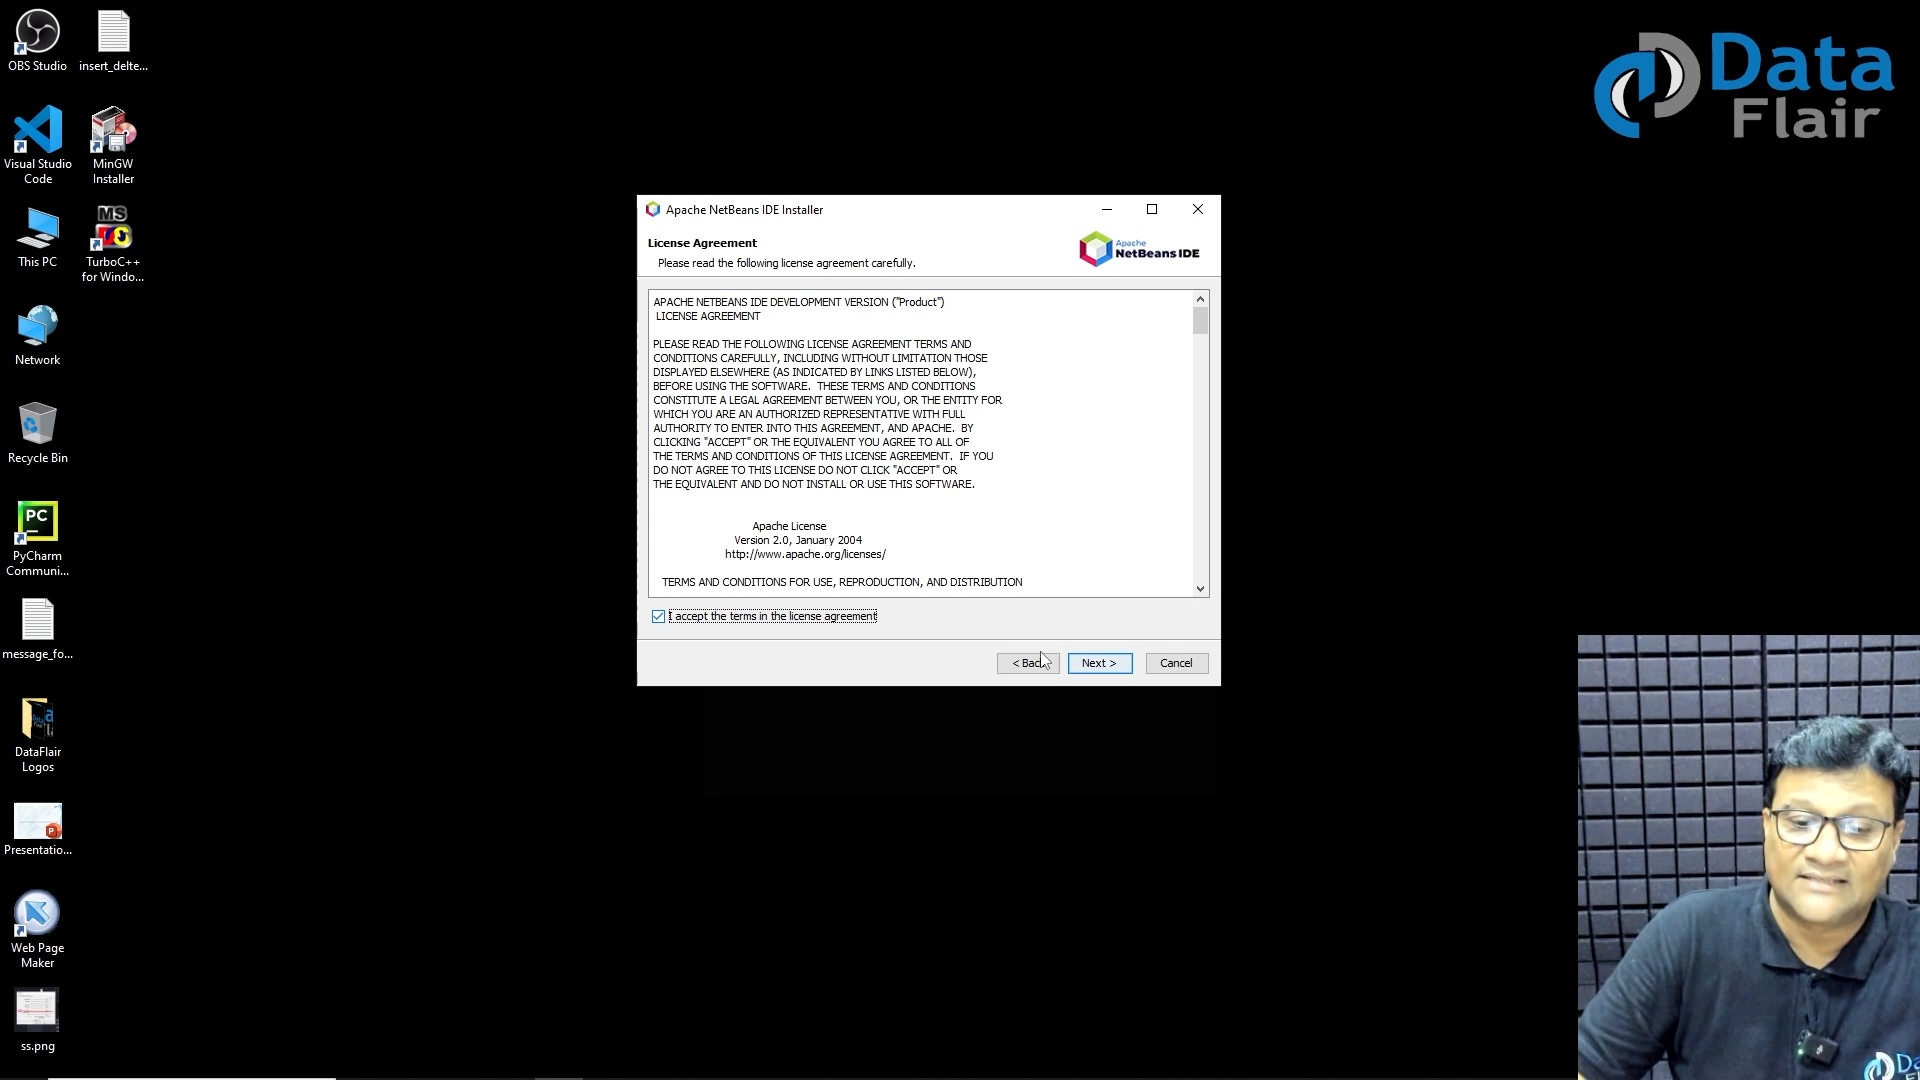 OBS Studio
insert_delte...
Visual Studio
Code
MinGW
Installer
This PC
MS
TC
TurboC++
for Windo...
Network
Recycle Bin
PC
PyCharm
Communi...
message_fo...
DataFlair
Logos
P
Presentatio...
Web Page
Maker
ss.png
Data
Flair
Apache NetBeans IDE Installer
License Agreement
Please read the following license agreement carefully.
Apache
NetBeans IDE
APACHE NETBEANS IDE DEVELOPMENT VERSION ("Product")
LICENSE AGREEMENT
PLEASE READ THE FOLLOWING LICENSE AGREEMENT TERMS AND
CONDITIONS CAREFULLY, INCLUDING WITHOUT LIMITATION THOSE
DISPLAYED ELSEWHERE (AS INDICATED BY LINKS LISTED BELOW),
BEFORE USING THE SOFTWARE.  THESE TERMS AND CONDITIONS
CONSTITUTE A LEGAL AGREEMENT BETWEEN YOU, OR THE ENTITY FOR
WHICH YOU ARE AN AUTHORIZED REPRESENTATIVE WITH FULL
AUTHORITY TO ENTER INTO THIS AGREEMENT, AND APACHE.  BY
CLICKING "ACCEPT" OR THE EQUIVALENT YOU AGREE TO ALL OF
THE TERMS AND CONDITIONS OF THIS LICENSE AGREEMENT.  IF YOU
DO NOT AGREE TO THIS LICENSE DO NOT CLICK "ACCEPT" OR
THE EQUIVALENT AND DO NOT INSTALL OR USE THIS SOFTWARE.
Apache License
Version 2.0, January 2004
http://www.apache.org/licenses/
TERMS AND CONDITIONS FOR USE, REPRODUCTION, AND DISTRIBUTION
I accept the terms in the license agreement
< Back
Next >
Cancel